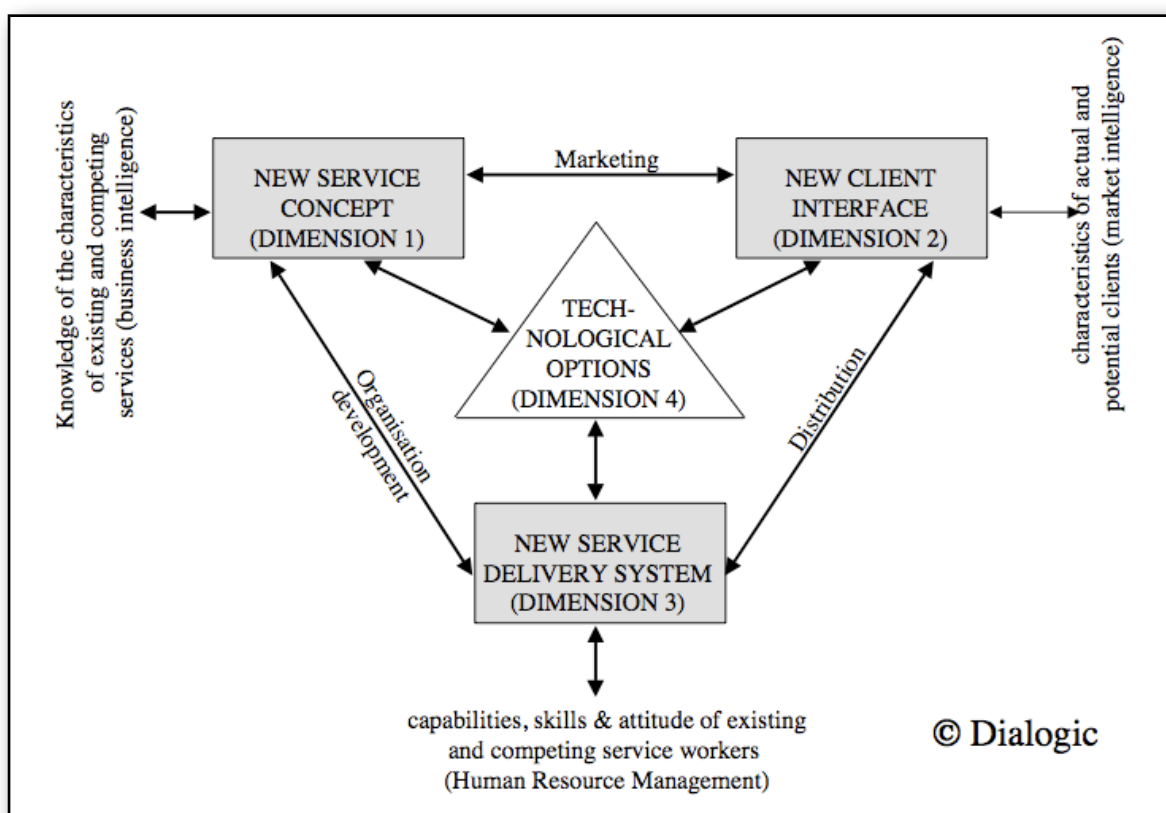 Knowledge of the characteristics
of existing and competing
services (business intelligence)
NEW SERVICE
CONCEPT
(DIMENSION 1)
Marketing
NEW CLIENT
INTERFACE
(DIMENSION 2)
characteristics of actual and
potential clients (market intelligence)
TECH-
NOLOGICAL
OPTIONS
(DIMENSION 4)
Organisation
development
Distribution
NEW SERVICE
DELIVERY SYSTEM
(DIMENSION 3)
capabilities, skills & attitude of existing
and competing service workers
(Human Resource Management)
© Dialogic